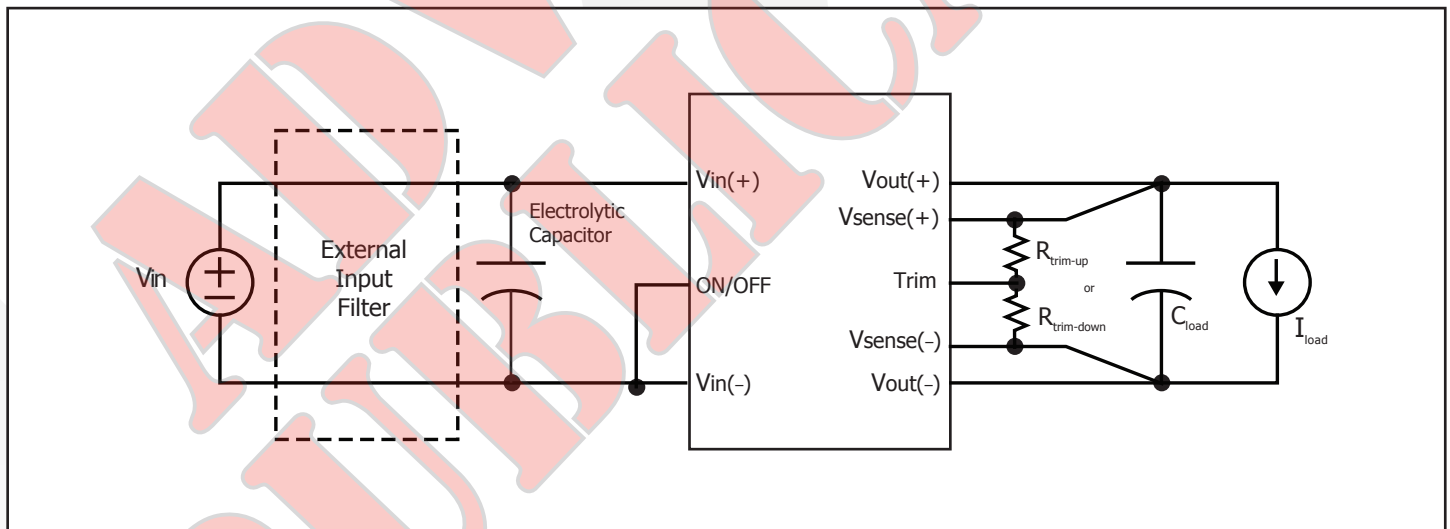 Vin
External
Input
Filter
Electrolytic
Capacitor
Vin(+)
ON/OFF
Vin(−)
Vout(+)
Vsense(+)
Trim
Vsense(−)
Vout(−)
Rtrim-up
or
Rtrim-down
Cload
Iload